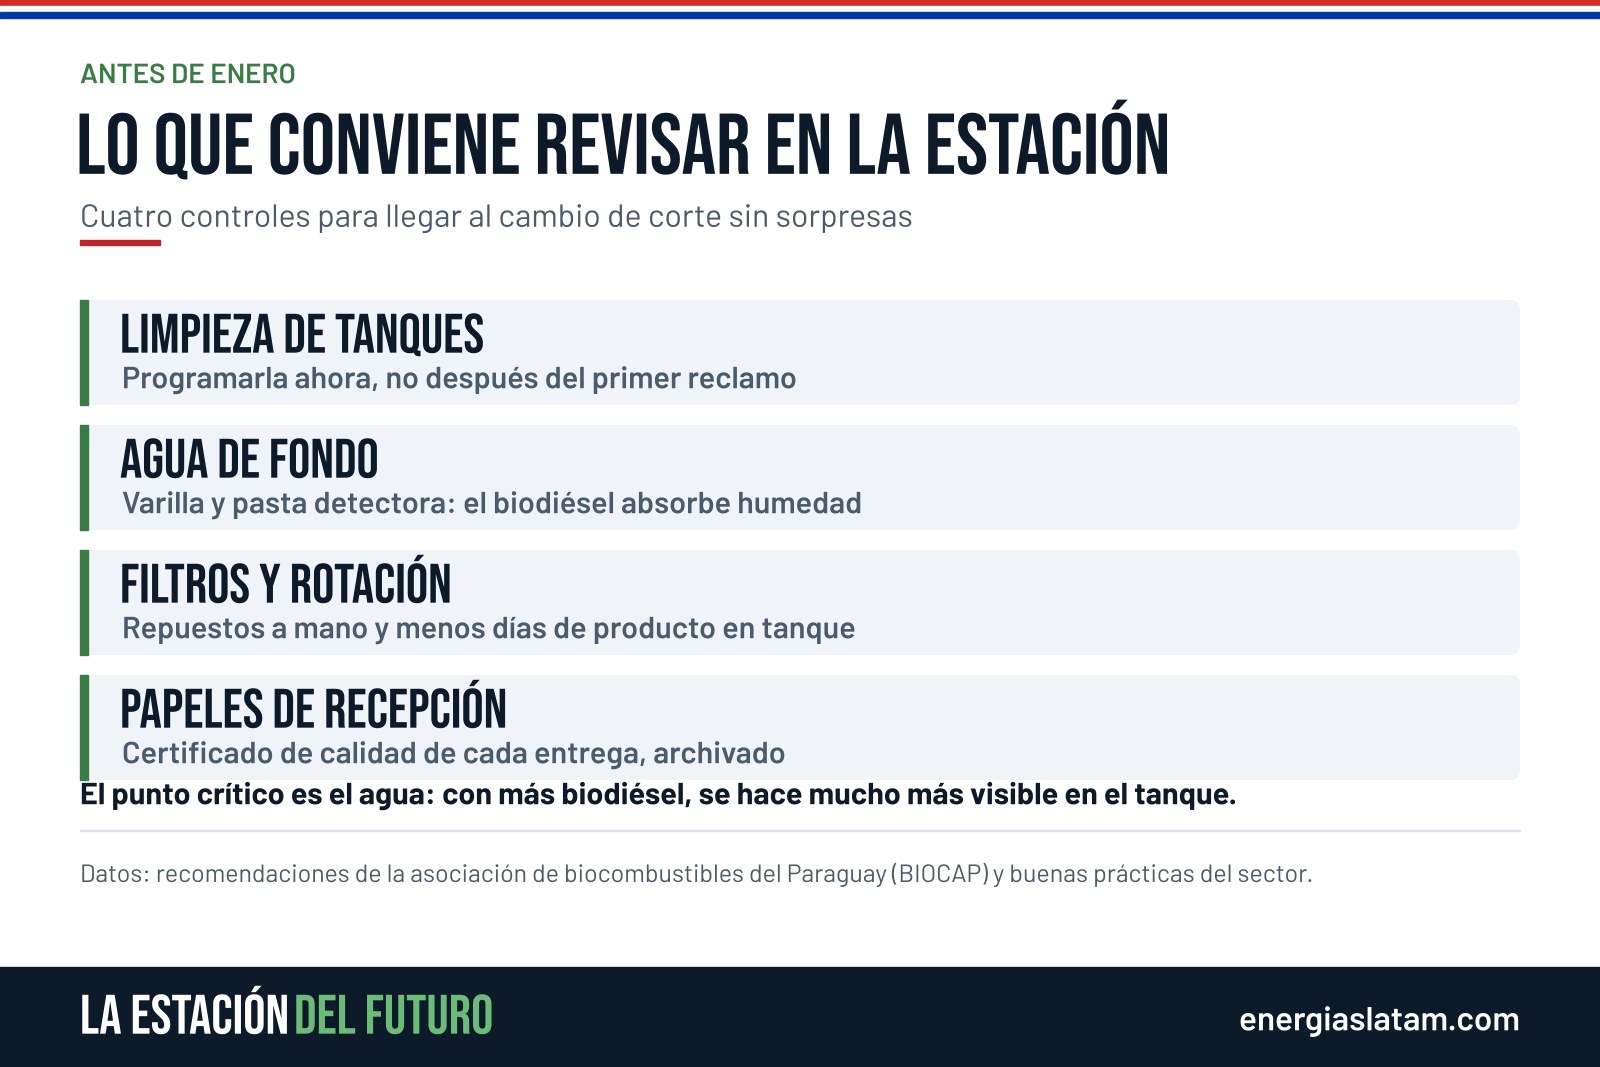 ANTES DE ENERO
LO QUE CONVIENE REVISAR EN LA ESTACIÓN
Cuatro controles para llegar al cambio de corte sin sorpresas
LIMPIEZA DE TANQUES
Programarla ahora, no después del primer reclamo
AGUA DE FONDO
Varilla y pasta detectora: el biodiésel absorbe humedad
FILTROS Y ROTACIÓN
Repuestos a mano y menos días de producto en tanque
PAPELES DE RECEPCIÓN
Certificado de calidad de cada entrega, archivado
El punto crítico es el agua: con más biodiésel, se hace mucho más visible en el tanque.
Datos: recomendaciones de la asociación de biocombustibles del Paraguay (BIOCAP) y buenas prácticas del sector.
LA ESTACIÓN DEL FUTURO
energiaslatam.com